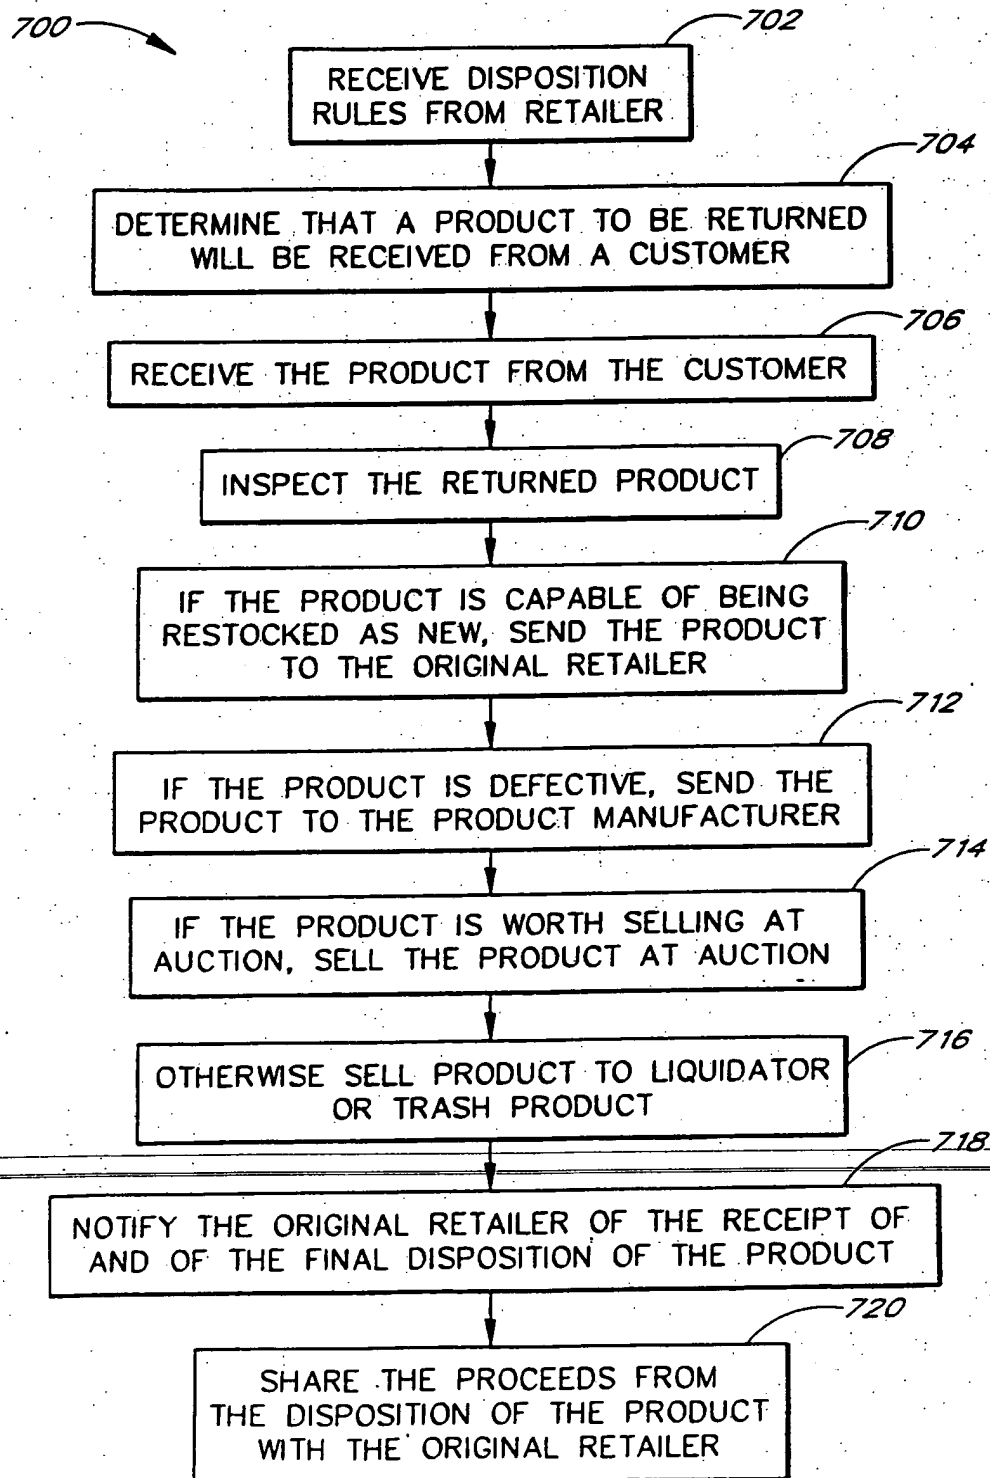 700
702
RECEIVE DISPOSITION
RULES FROM RETAILER
704
DETERMINE THAT A PRODUCT TO BE RETURNED
WILL BE RECEIVED FROM A CUSTOMER
706
RECEIVE THE PRODUCT FROM THE CUSTOMER
708
INSPECT THE RETURNED PRODUCT
710
IF THE PRODUCT IS CAPABLE OF BEING
RESTOCKED AS NEW, SEND THE PRODUCT
TO THE ORIGINAL RETAILER
712
IF THE PRODUCT IS DEFECTIVE, SEND THE
PRODUCT TO THE PRODUCT MANUFACTURER
714
IF THE PRODUCT IS WORTH SELLING AT
AUCTION, SELL THE PRODUCT AT AUCTION
716
OTHERWISE SELL PRODUCT TO LIQUIDATOR
OR TRASH PRODUCT
718
NOTIFY THE ORIGINAL RETAILER OF THE RECEIPT OF
AND OF THE FINAL DISPOSITION OF THE PRODUCT
720
SHARE THE PROCEEDS FROM
THE DISPOSITION OF THE PRODUCT
WITH THE ORIGINAL RETAILER